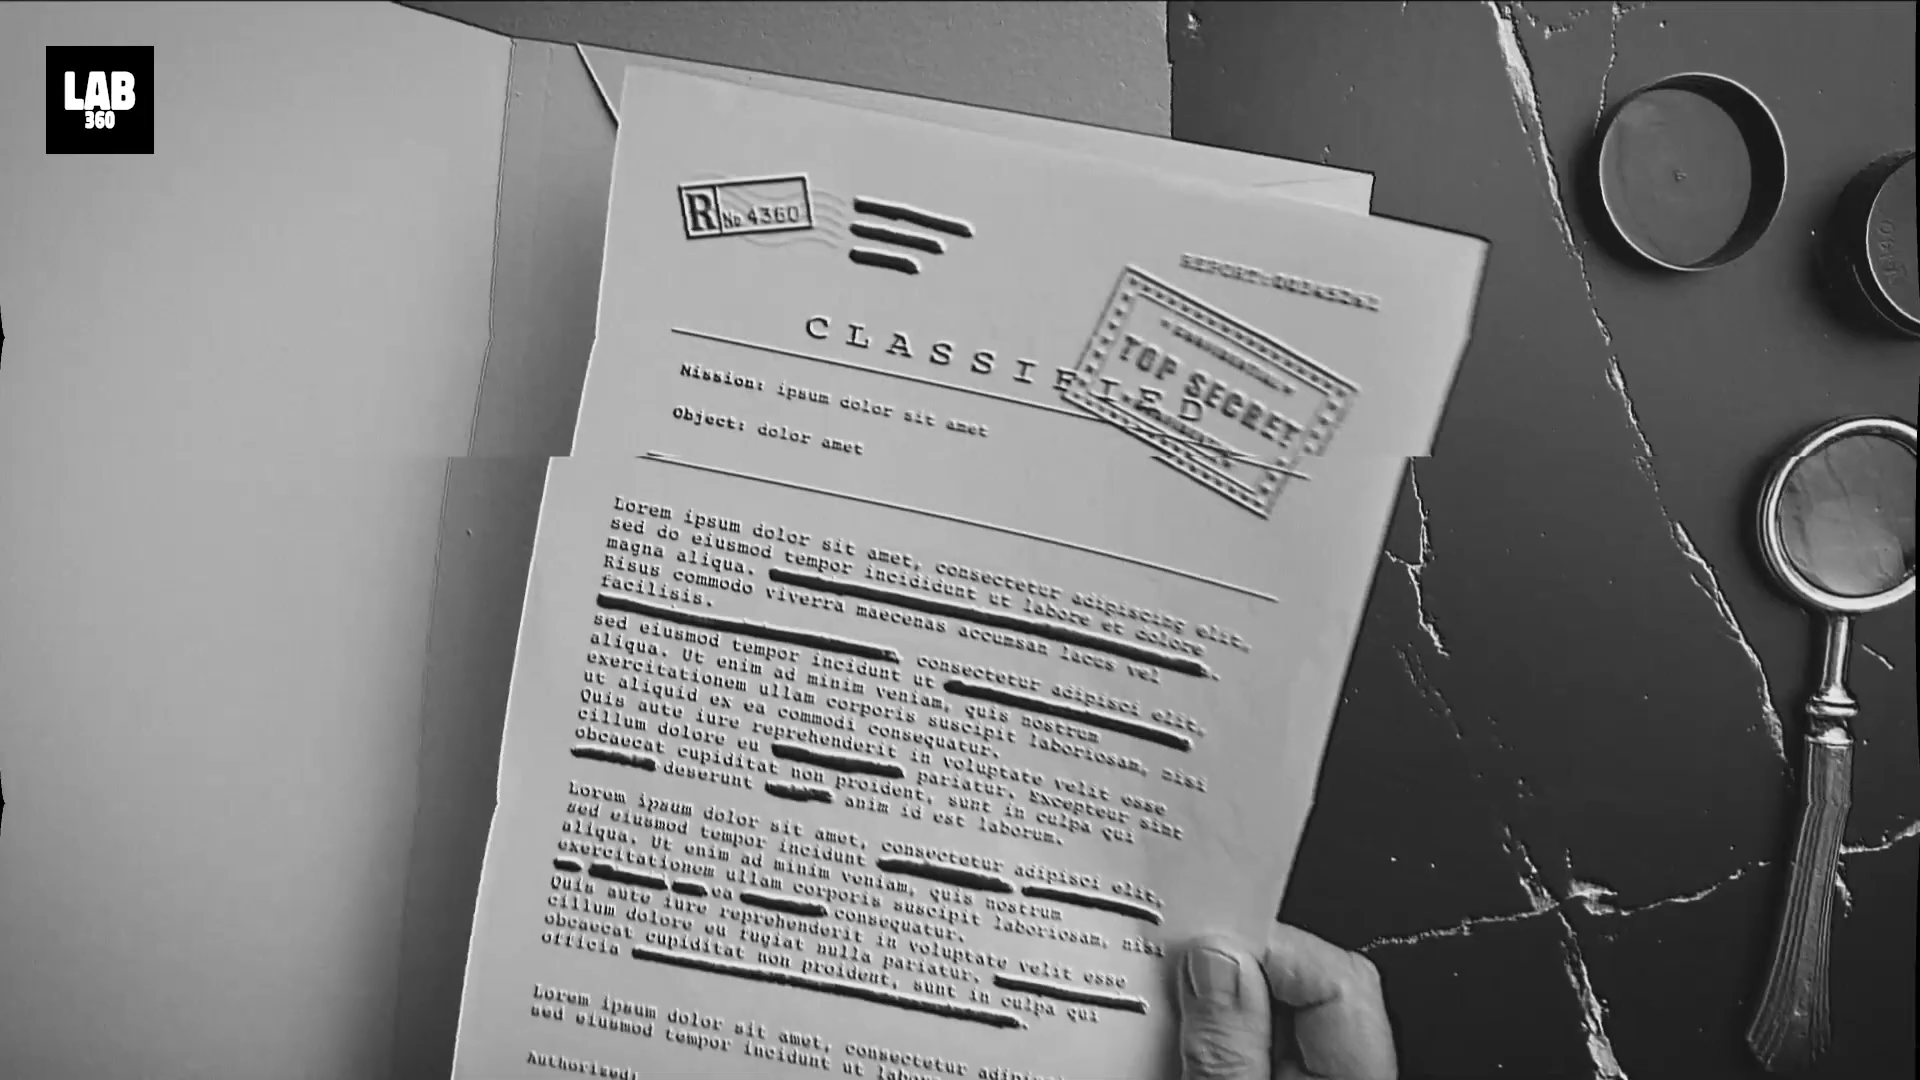 LAB
360
R No 4360
REPORT:
CLASSIFIED
TOP SECRET
Mission: ipsum dolor sit amet
Object: dolor amet
Lorem ipsum dolor sit amet, consectetur adipiscing elit,
sed do eiusmod tempor incididunt ut labore et dolore
magna aliqua.
Risus commodo viverra maecenas accumsan lacus vel
facilisis.
consectetur adipisci elit,
sed eiusmod tempor incidunt ut
aliqua. Ut enim ad minim veniam, quis nostrum
exercitationem ullam corporis suscipit laboriosam, nisi
ut aliquid ex ea commodi consequatur.
Quis aute iure reprehenderit in voluptate velit esse
cillum dolore eu pariatur. Excepteur sint
obcaecat cupiditat non proident, sunt in culpa qui
deserunt anim id est laborum.
Lorem ipsum dolor sit amet, consectetur adipisci elit,
sed eiusmod tempor incidunt
aliqua. Ut enim ad minim veniam, quis nostrum
exercitationem ullam corporis suscipit laboriosam, nisi
ea consequatur.
Quis aute iure reprehenderit in voluptate velit esse
cillum dolore eu fugiat nulla pariatur.
obcaecat cupiditat non proident, sunt in culpa qui
officia
Lorem ipsum dolor sit amet, consectetur
sed eiusmod tempor incidunt ut
Authorized: